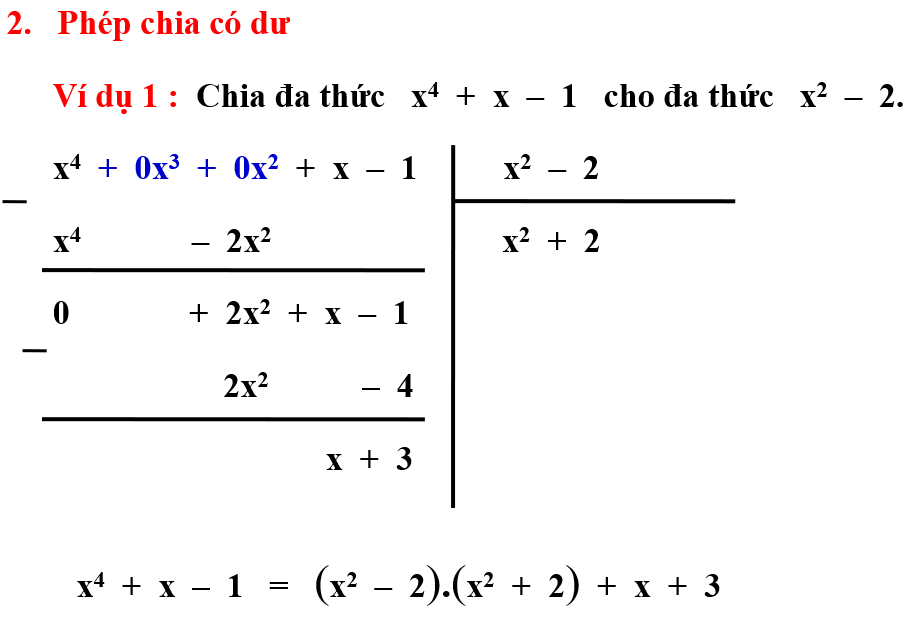 2. Phép chia có dư
Ví dụ 1 : Chia đa thức x⁴ + x – 1 cho đa thức x² – 2.
x⁴ + 0x³ + 0x² + x – 1 x² – 2
–
x⁴ – 2x² x² + 2
0 + 2x² + x – 1
–
2x² – 4
x + 3
x⁴ + x – 1 = (x² – 2).(x² + 2) + x + 3